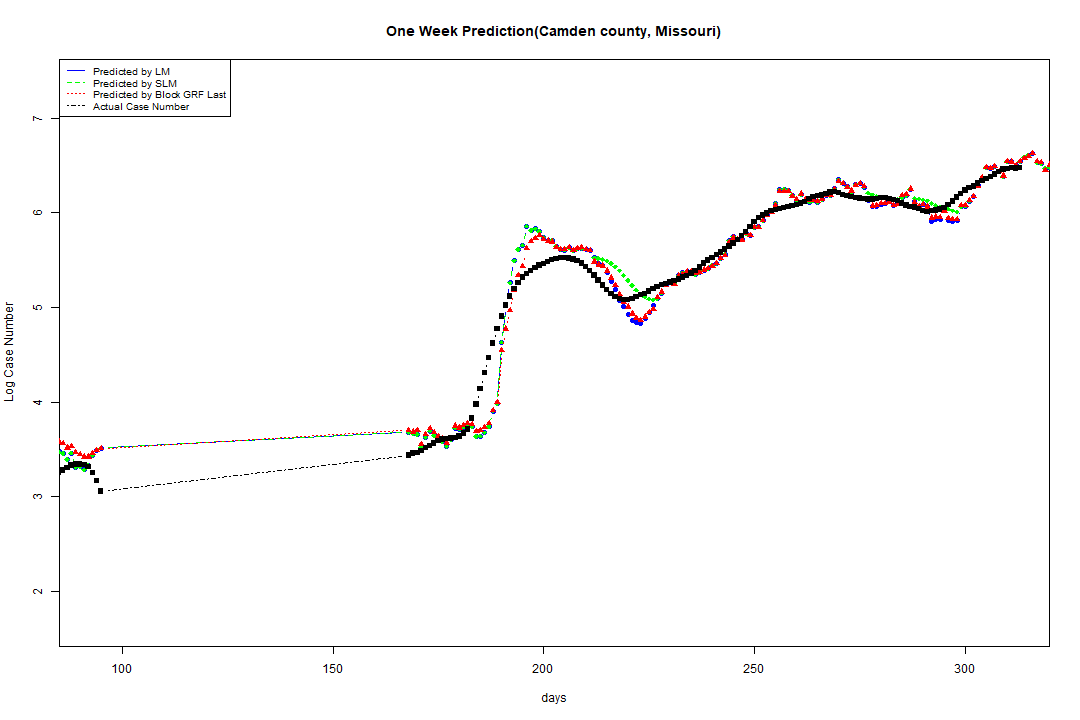 One Week Prediction(Camden county, Missouri)
Predicted by LM
Predicted by SLM
Predicted by Block GRF Last
Actual Case Number
7
6
5
4
3
2
Log Case Number
100 150 200 250 300
days